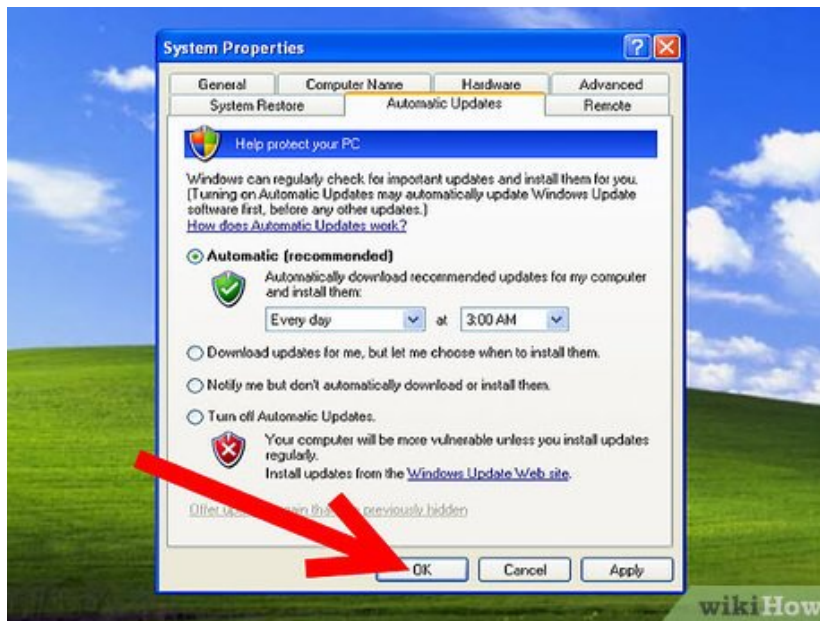 System Properties
General Computer Name Hardware Advanced
System Restore Automatic Updates Remote
Help protect your PC
Windows can regularly check for important updates and install them for you.
(Turning on Automatic Updates may automatically update Windows Update
software first, before any other updates.)
How does Automatic Updates work?
Automatic (recommended)
Automatically download recommended updates for my computer
and install them:
Every day at 3:00 AM
Download updates for me, but let me choose when to install them.
Notify me but don't automatically download or install them.
Turn off Automatic Updates.
Your computer will be more vulnerable unless you install updates
regularly.
Install updates from the Windows Update Web site.
Offer previously hidden
OK Cancel Apply
wikiHow